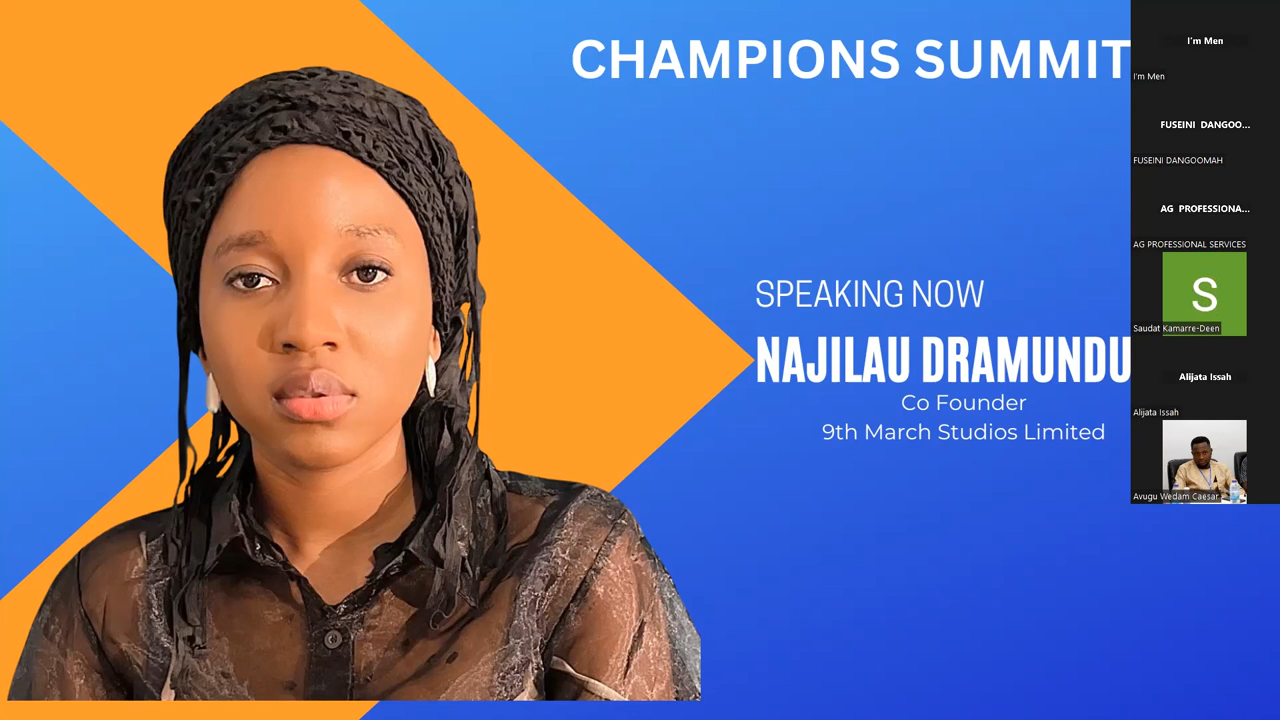 CHAMPIONS SUMMIT
SPEAKING NOW
NAJILAU DRAMUNDU
Co Founder
9th March Studios Limited
I'm Men
I'm Men
FUSEINI DANGOO...
FUSEINI DANGOOMAH
AG PROFESSIONA...
AG PROFESSIONAL SERVICES
S
Saudat Kamarre-Deen
Alijata Issah
Alijata Issah
Avugu Wedam Caesar